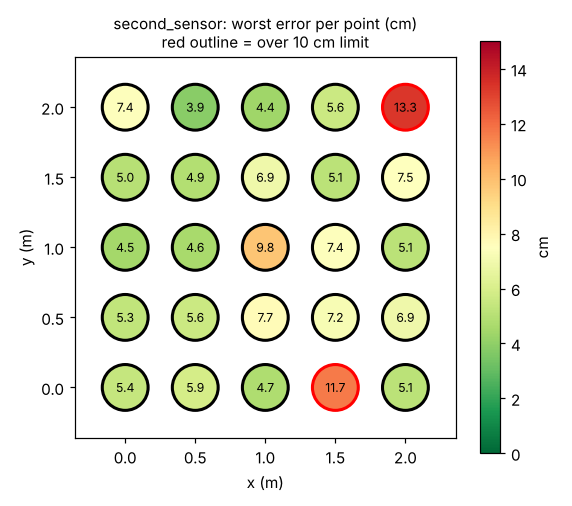 second_sensor: worst error per point (cm)
red outline = over 10 cm limit
2.0
7.4 3.9 4.4 5.6 13.3
1.5
5.0 4.9 6.9 5.1 7.5
1.0
4.5 4.6 9.8 7.4 5.1
0.5
5.3 5.6 7.7 7.2 6.9
0.0
5.4 5.9 4.7 11.7 5.1
y (m)
0.0 0.5 1.0 1.5 2.0
x (m)
14
12
10
8
6
4
2
0
cm